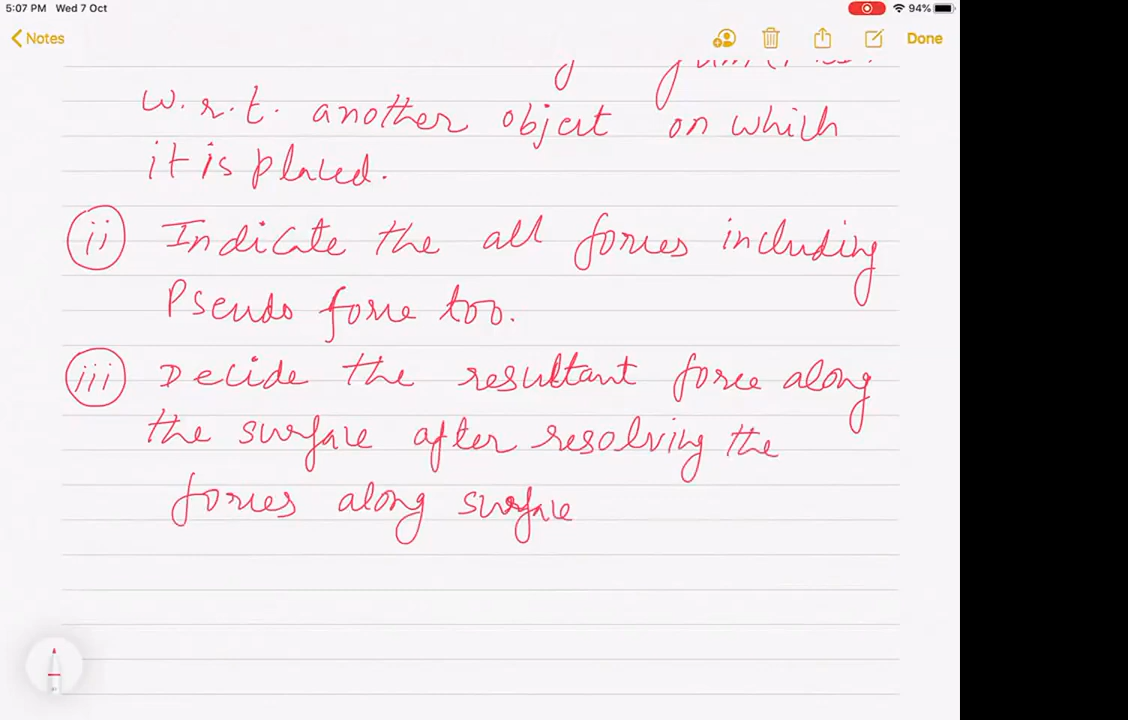 5:07 PM Wed 7 Oct
94%
Notes
Done
w.r.t. another object on which
it is placed.
(ii) Indicate the all forces including
Pseudo force too.
(iii) Decide the resultant force along
the surface after resolving the
forces along surface